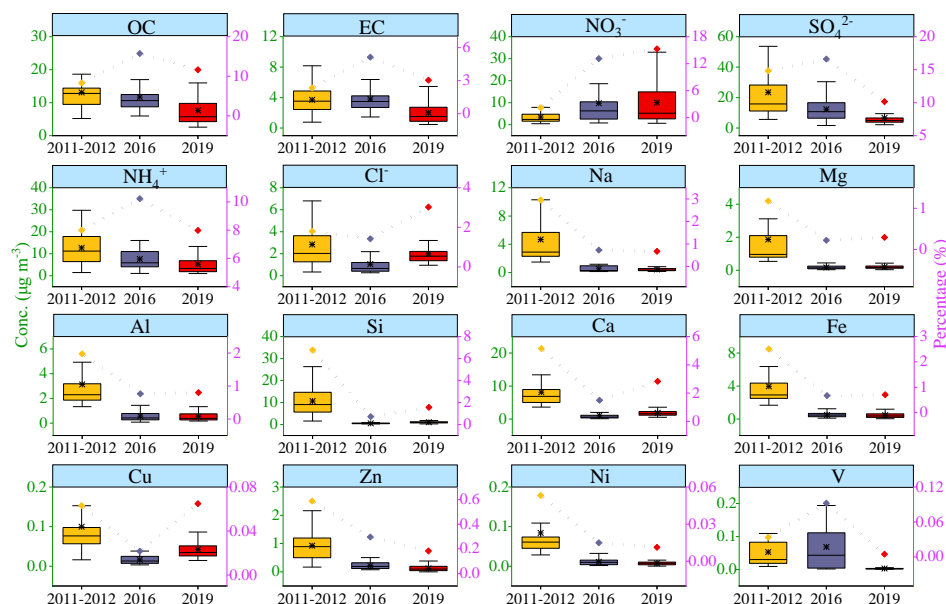 OC EC NO₃⁻ SO₄²⁻
30 20 12 6 40 18 60 20
20 10 8 4 30 12 40 15
10 0 4 2 20 6 20 10
0 0 0 10 0 0 5
0 0
2011-2012 2016 2019 2011-2012 2016 2019 2011-2012 2016 2019 2011-2012 2016 2019
NH₄⁺ Cl⁻ Na Mg
40 10 8 4 12 3 4 1
30 8 6 2 8 2 2 0
20 6 4 0 4 1 0
10 4 2 0 0
0 0
2011-2012 2016 2019 2011-2012 2016 2019 2011-2012 2016 2019 2011-2012 2016 2019
Conc. (μg m⁻³)
Percentage (%)
Al Si Ca Fe
6 2 40 8 20 6 8 3
4 1 30 6 10 4 4 2
2 0 20 4 0 2 0 1
0 10 2 0 0
0 0
2011-2012 2016 2019 2011-2012 2016 2019 2011-2012 2016 2019 2011-2012 2016 2019
Cu Zn Ni V
0.2 0.08 3 0.6 0.2 0.06 0.2 0.12
0.1 0.04 2 0.3 0.1 0.03 0.1 0.06
0.0 0.00 1 0.0 0.0 0.00 0.0 0.00
0
2011-2012 2016 2019 2011-2012 2016 2019 2011-2012 2016 2019 2011-2012 2016 2019